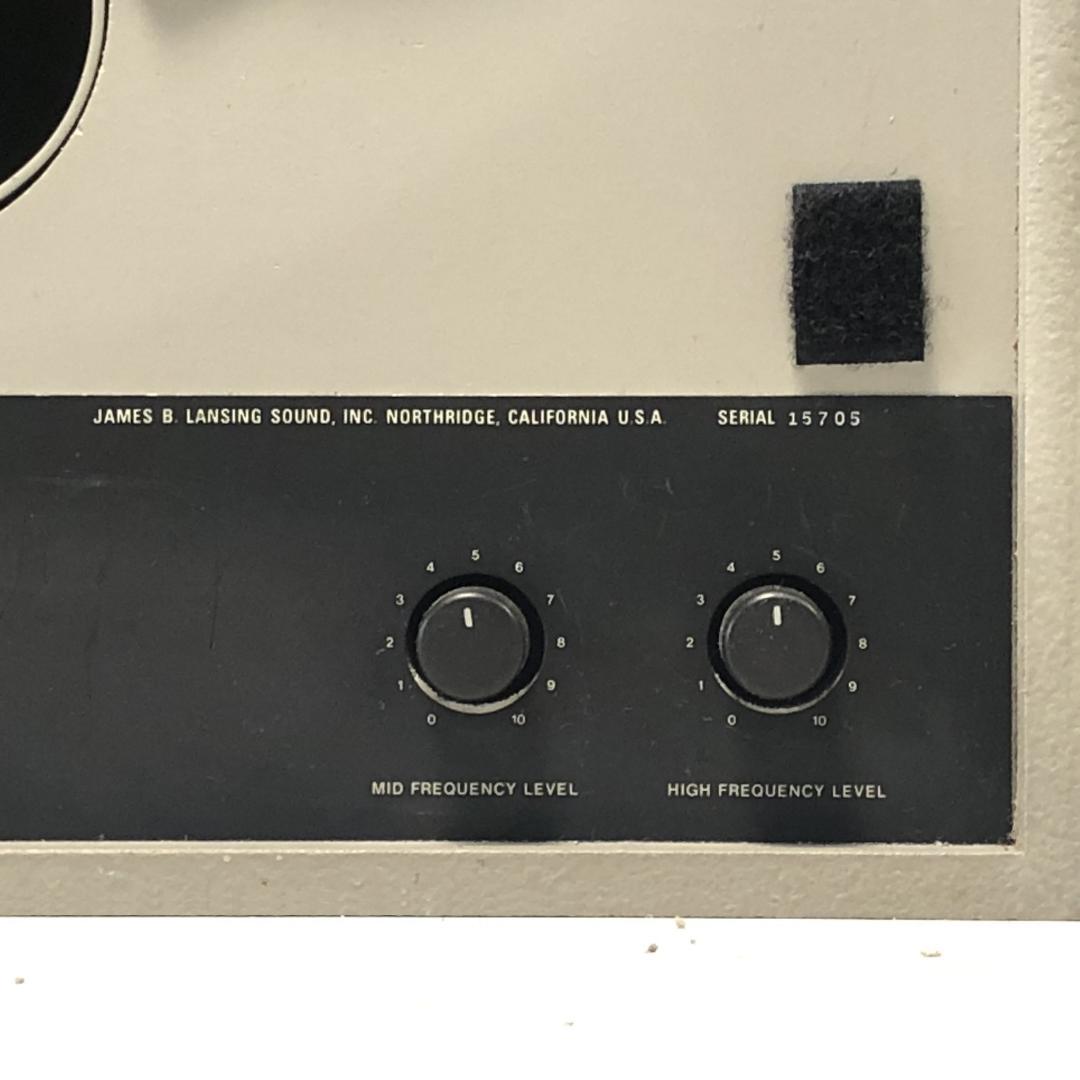 JAMES B. LANSING SOUND, INC. NORTHRIDGE, CALIFORNIA U.S.A. SERIAL 15705
0 1 2 3 4 5 6 7 8 9 10
0 1 2 3 4 5 6 7 8 9 10
MID FREQUENCY LEVEL
HIGH FREQUENCY LEVEL